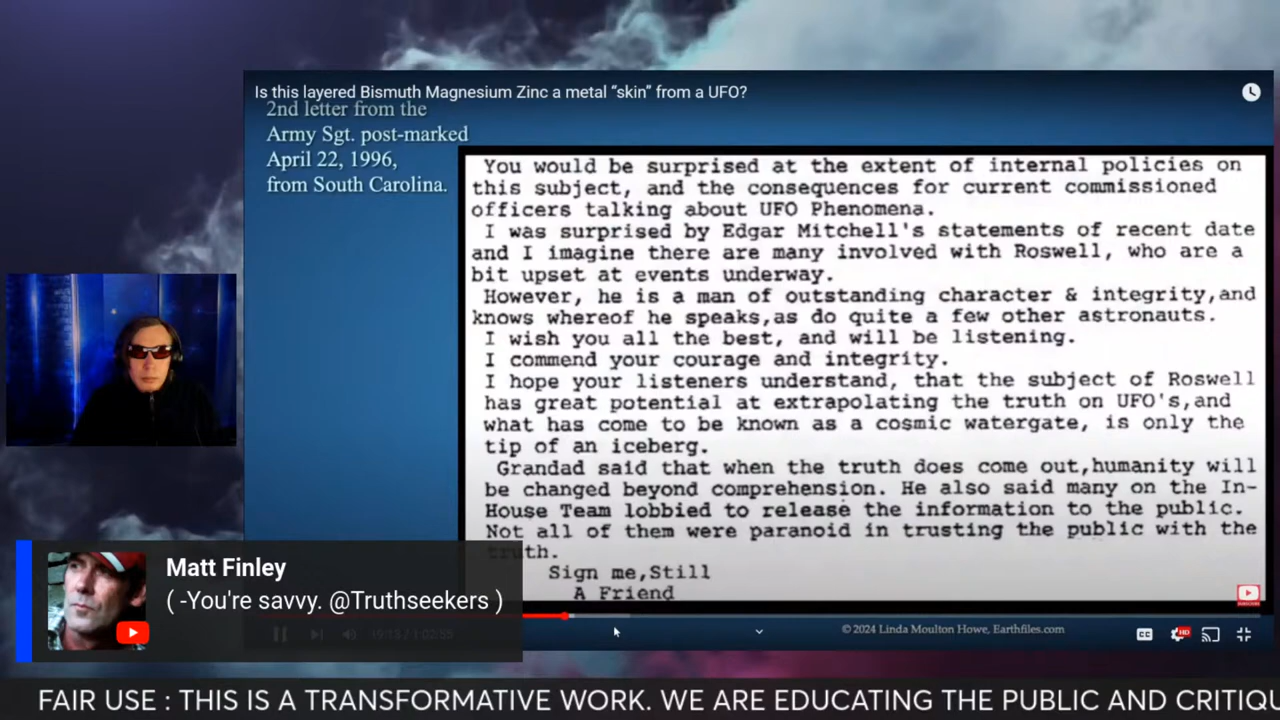 Is this layered Bismuth Magnesium Zinc a metal “skin” from a UFO?
2nd letter from the
Army Sgt. post-marked
April 22, 1996,
from South Carolina.
You would be surprised at the extent of internal policies on
this subject, and the consequences for current commissioned
officers talking about UFO Phenomena.
I was surprised by Edgar Mitchell's statements of recent date
and I imagine there are many involved with Roswell, who are a
bit upset at events underway.
However, he is a man of outstanding character & integrity,and
knows whereof he speaks,as do quite a few other astronauts.
I wish you all the best, and will be listening.
I commend your courage and integrity.
I hope your listeners understand, that the subject of Roswell
has great potential at extrapolating the truth on UFO's,and
what has come to be known as a cosmic watergate, is only the
tip of an iceberg.
Grandad said that when the truth does come out,humanity will
be changed beyond comprehension. He also said many on the In-
House Team lobbied to release the information to the public.
Not all of them were paranoid in trusting the public with the
truth.
Sign me,Still
A Friend
Matt Finley
( -You're savvy. @Truthseekers )
19:13 / 1:02:55
© 2024 Linda Moulton Howe, Earthfiles.com
CC
HD
SUBSCRIBE
FAIR USE : THIS IS A TRANSFORMATIVE WORK. WE ARE EDUCATING THE PUBLIC AND CRITIQU